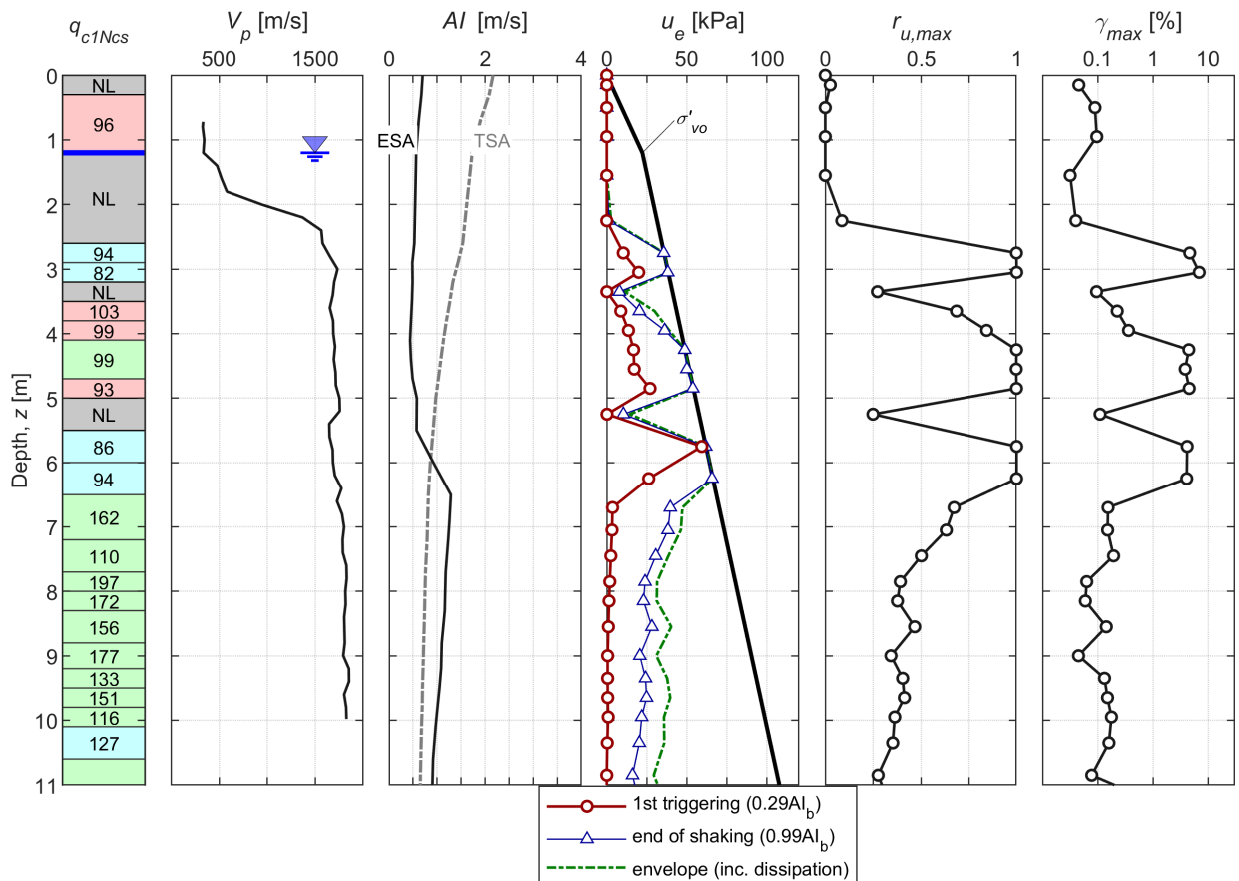 q_c1Ncs
V_p [m/s]
AI [m/s]
u_e [kPa]
r_u,max
γ_max [%]
500 1500
0 2 4
0 50 100
0 0.5 1
0.1 1 10
Depth, z [m]
0
1
2
3
4
5
6
7
8
9
10
11
NL
96
NL
94
82
NL
103
99
99
93
NL
86
94
162
110
197
172
156
177
133
151
116
127
ESA
TSA
σ'_vo
1st triggering (0.29AI_b)
end of shaking (0.99AI_b)
envelope (inc. dissipation)